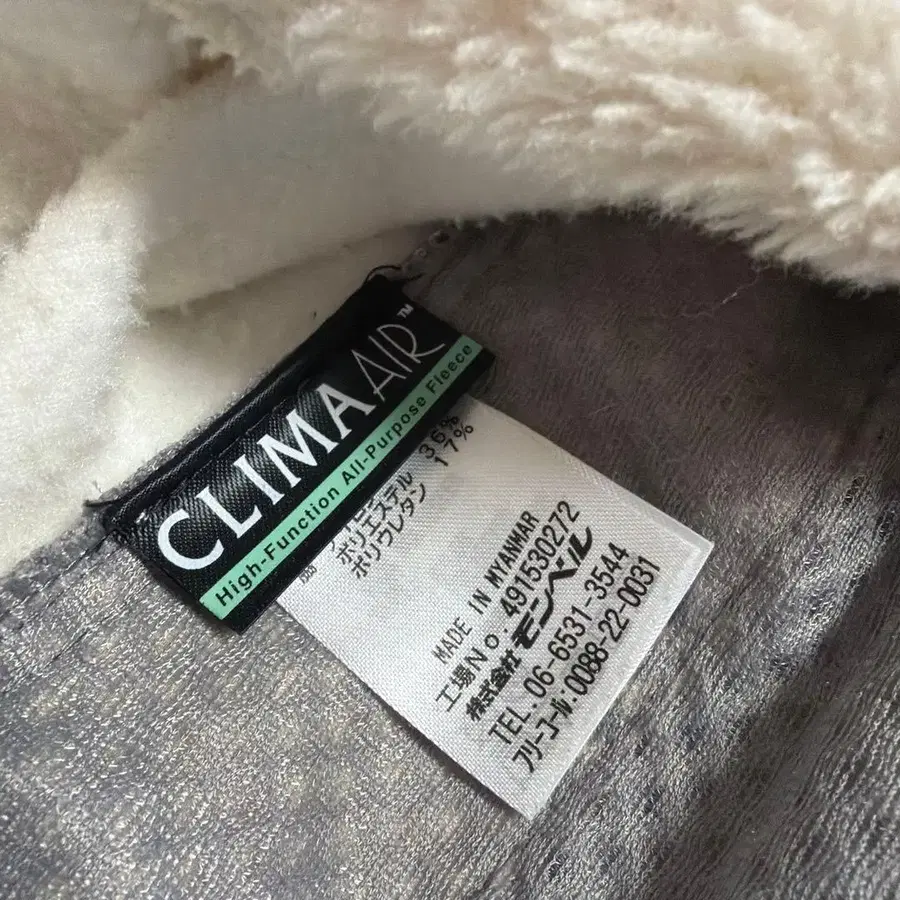 CLIMAAIR™
High-Function All-Purpose Fleece
ポリエステル 36%
ポリウレタン 17%
MADE IN MYANMAR
工場No. 491530272
株式会社モンベル
TEL. 06-6531-3544
フリーコール:0088-22-0031